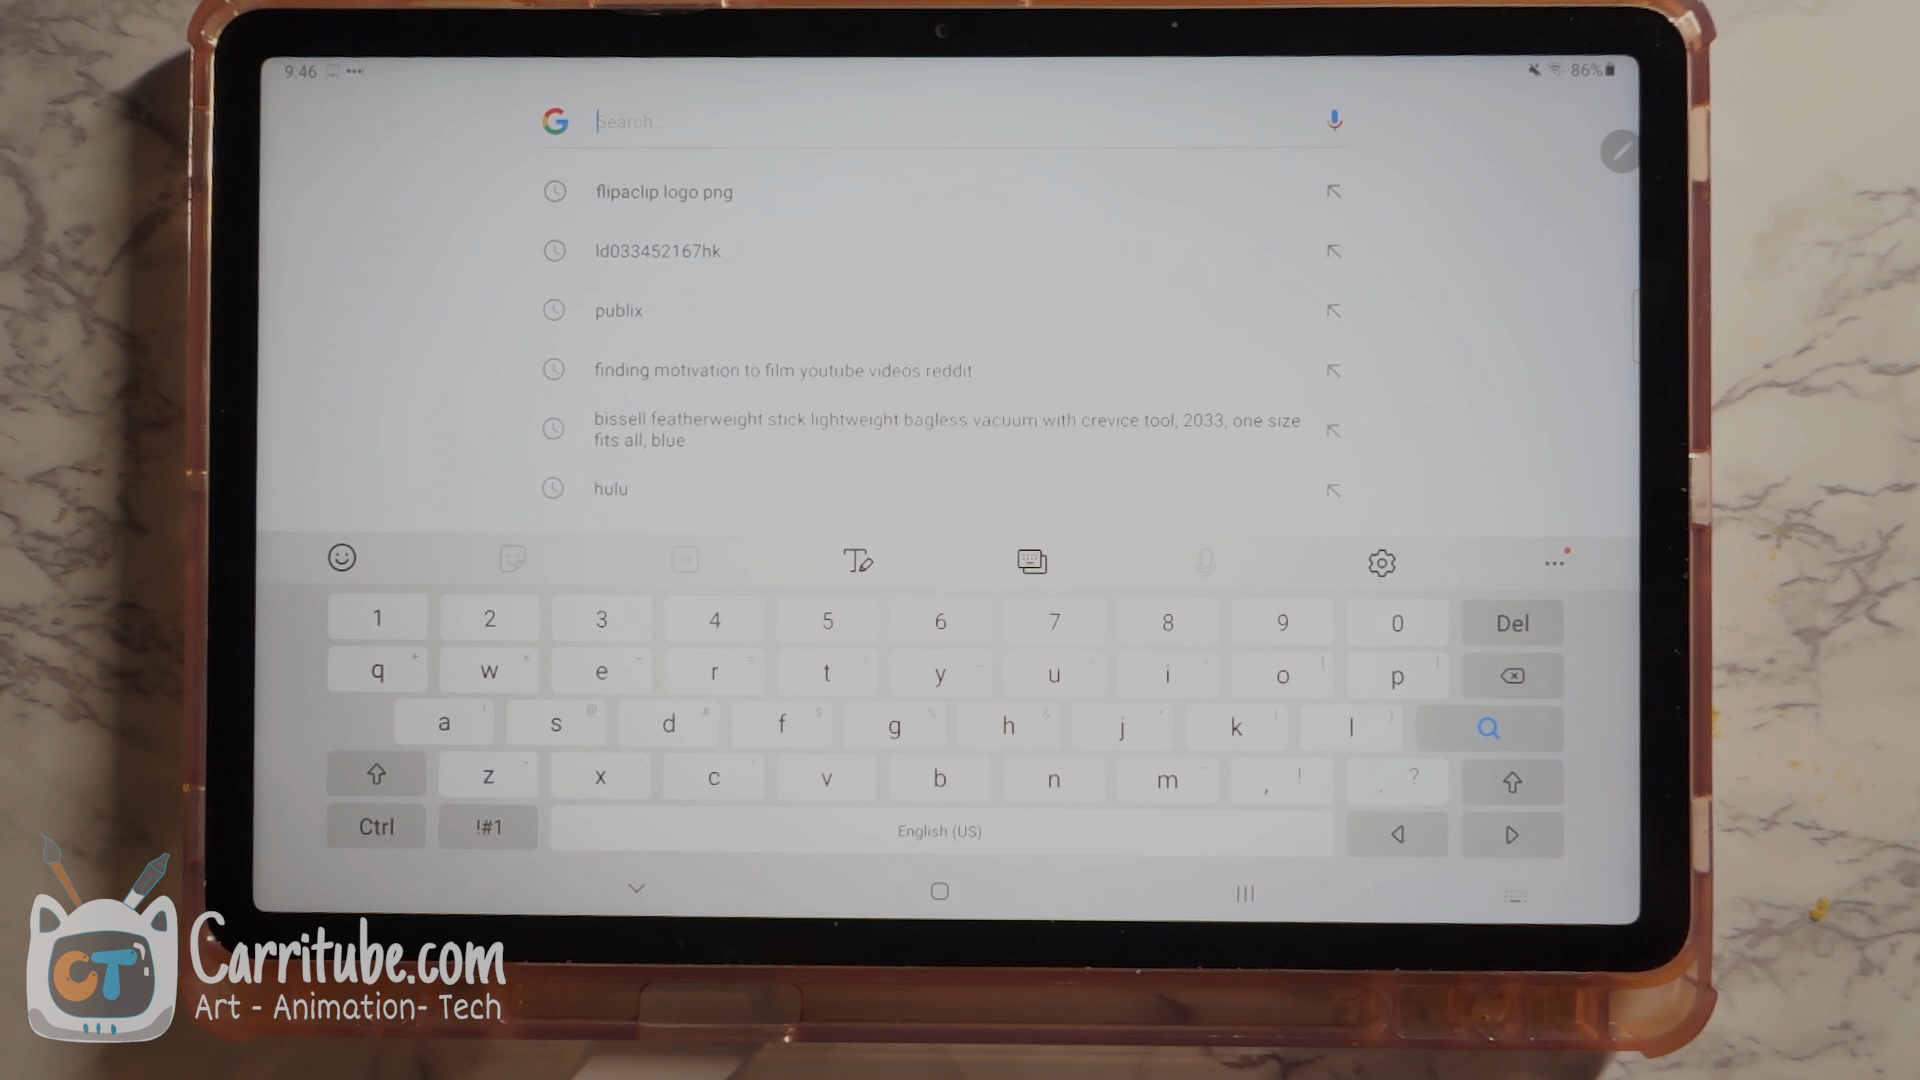 9:46
86%
Search...
flipaclip logo png
ld033452167hk
publix
finding motivation to film youtube videos reddit
bissell featherweight stick lightweight bagless vacuum with crevice tool, 2033, one size
fits all, blue
hulu
1 2 3 4 5 6 7 8 9 0 Del
q w e r t y u i o p
a s d f g h j k l
z x c v b n m , ! . ?
Ctrl !#1 English (US)
CT
Carritube.com
Art - Animation- Tech